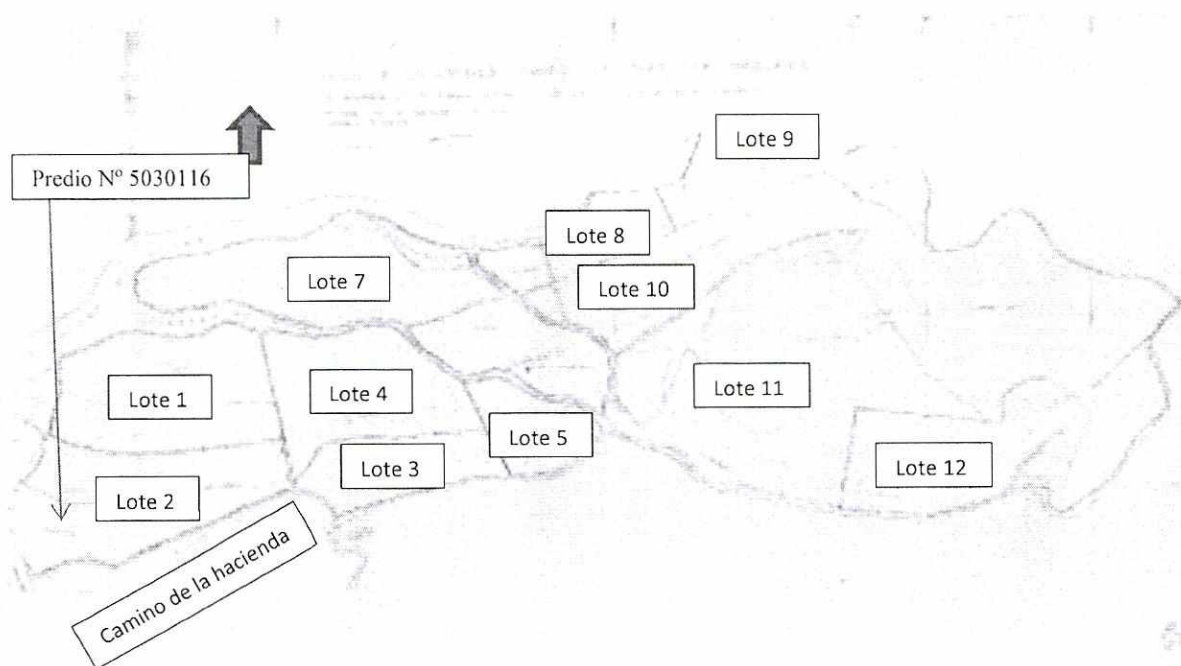 Lote 9
Predio Nº 5030116
Lote 8
Lote 7
Lote 10
Lote 1
Lote 4
Lote 11
Lote 5
Lote 3
Lote 12
Lote 2
Camino de la hacienda